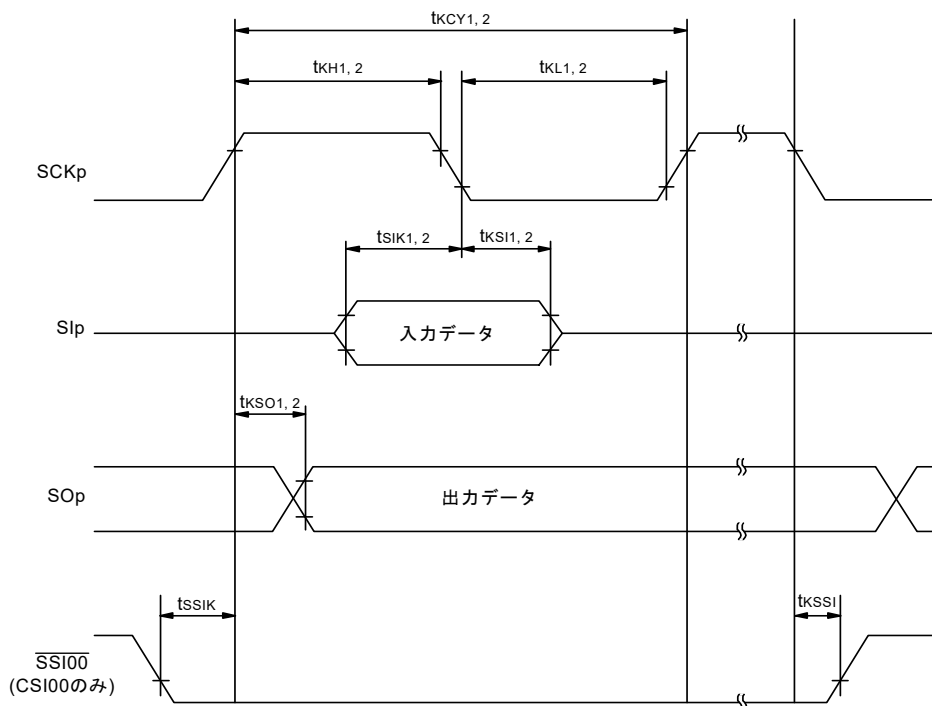 tKCY1, 2
tKH1, 2
tKL1, 2
SCKp
tSIK1, 2
tKSI1, 2
SIp
入力データ
tKSO1, 2
SOp
出力データ
tSSIK
tKSSI
SSI00
(CSI00のみ)